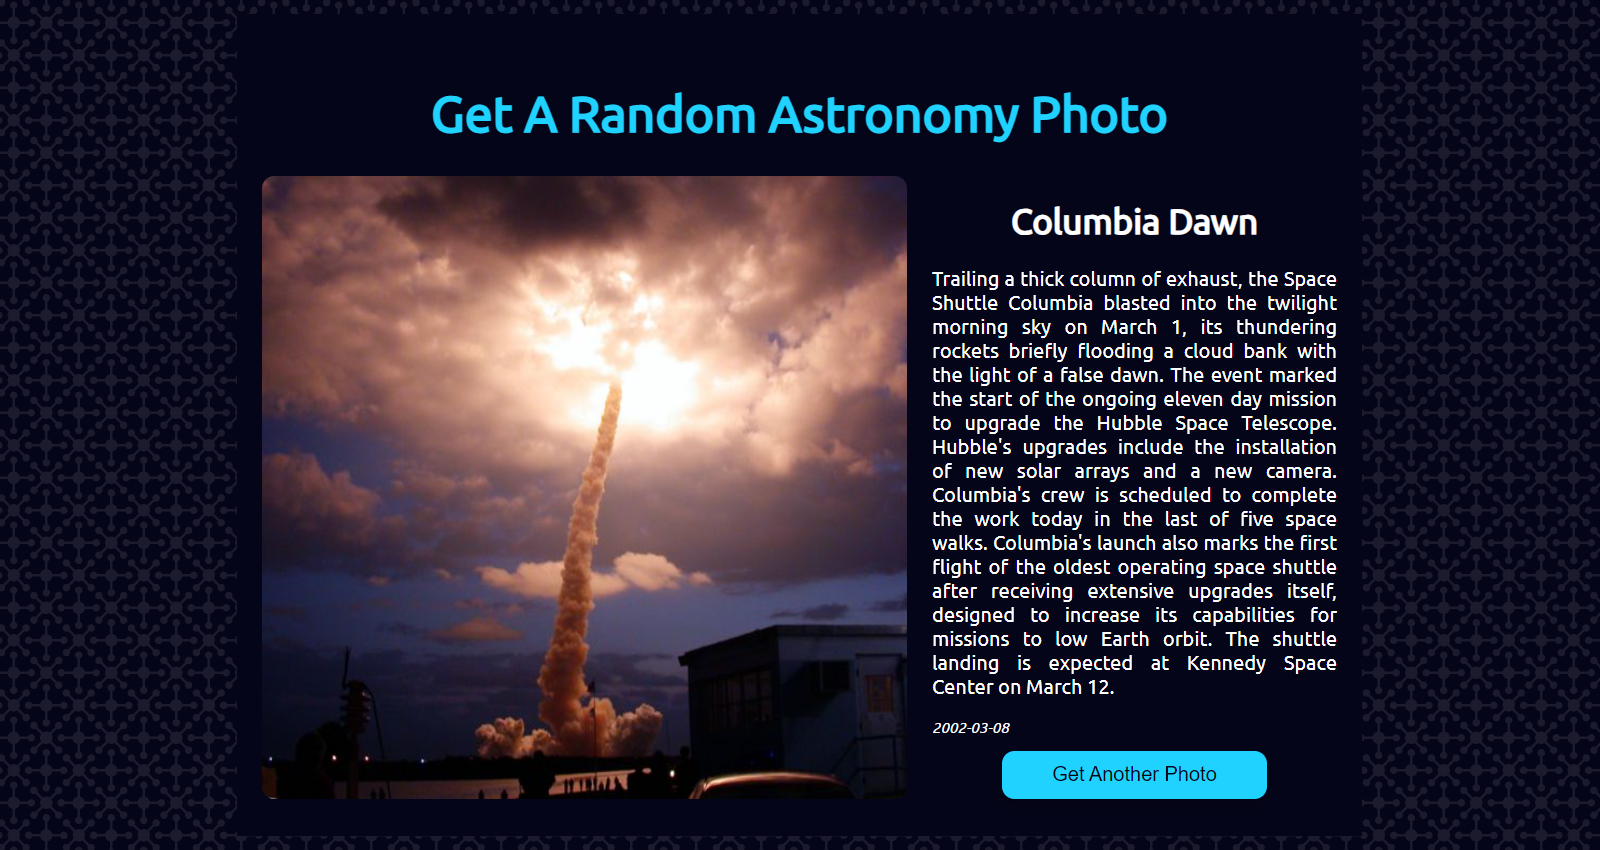 Get A Random Astronomy Photo
Columbia Dawn
Trailing a thick column of exhaust, the Space
Shuttle Columbia blasted into the twilight
morning sky on March 1, its thundering
rockets briefly flooding a cloud bank with
the light of a false dawn. The event marked
the start of the ongoing eleven day mission
to upgrade the Hubble Space Telescope.
Hubble's upgrades include the installation
of new solar arrays and a new camera.
Columbia's crew is scheduled to complete
the work today in the last of five space
walks. Columbia's launch also marks the first
flight of the oldest operating space shuttle
after receiving extensive upgrades itself,
designed to increase its capabilities for
missions to low Earth orbit. The shuttle
landing is expected at Kennedy Space
Center on March 12.
2002-03-08
Get Another Photo